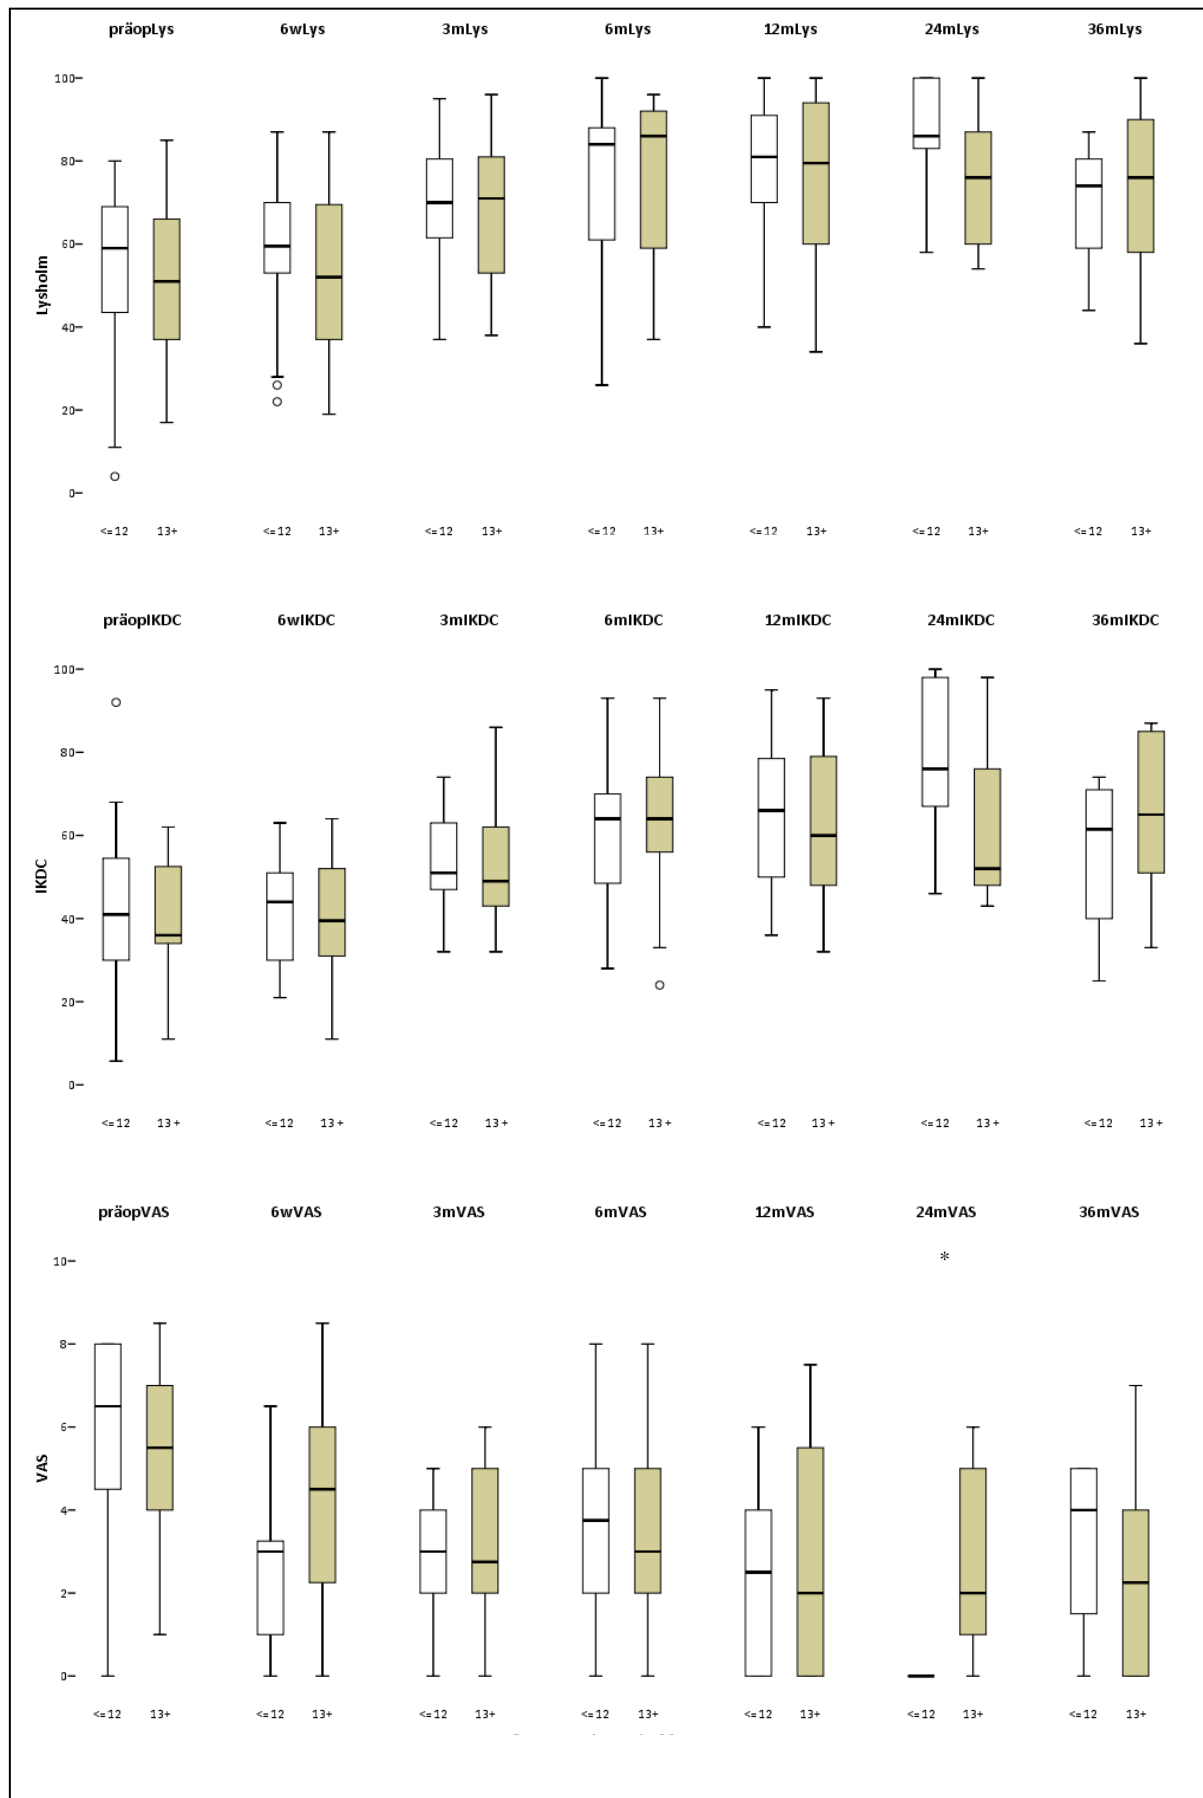 präopLys 6wLys 3mLys 6mLys 12mLys 24mLys 36mLys
100
80
60
40
20
0
Lysholm
<=12 13+ <=12 13+ <=12 13+ <=12 13+ <=12 13+ <=12 13+ <=12 13+
präopIKDC 6wIKDC 3mIKDC 6mIKDC 12mIKDC 24mIKDC 36mIKDC
100
80
60
40
20
0
IKDC
<=12 13+ <=12 13+ <=12 13+ <=12 13+ <=12 13+ <=12 13+ <=12 13+
präopVAS 6wVAS 3mVAS 6mVAS 12mVAS 24mVAS 36mVAS
*
10
8
6
4
2
0
VAS
<=12 13+ <=12 13+ <=12 13+ <=12 13+ <=12 13+ <=12 13+ <=12 13+